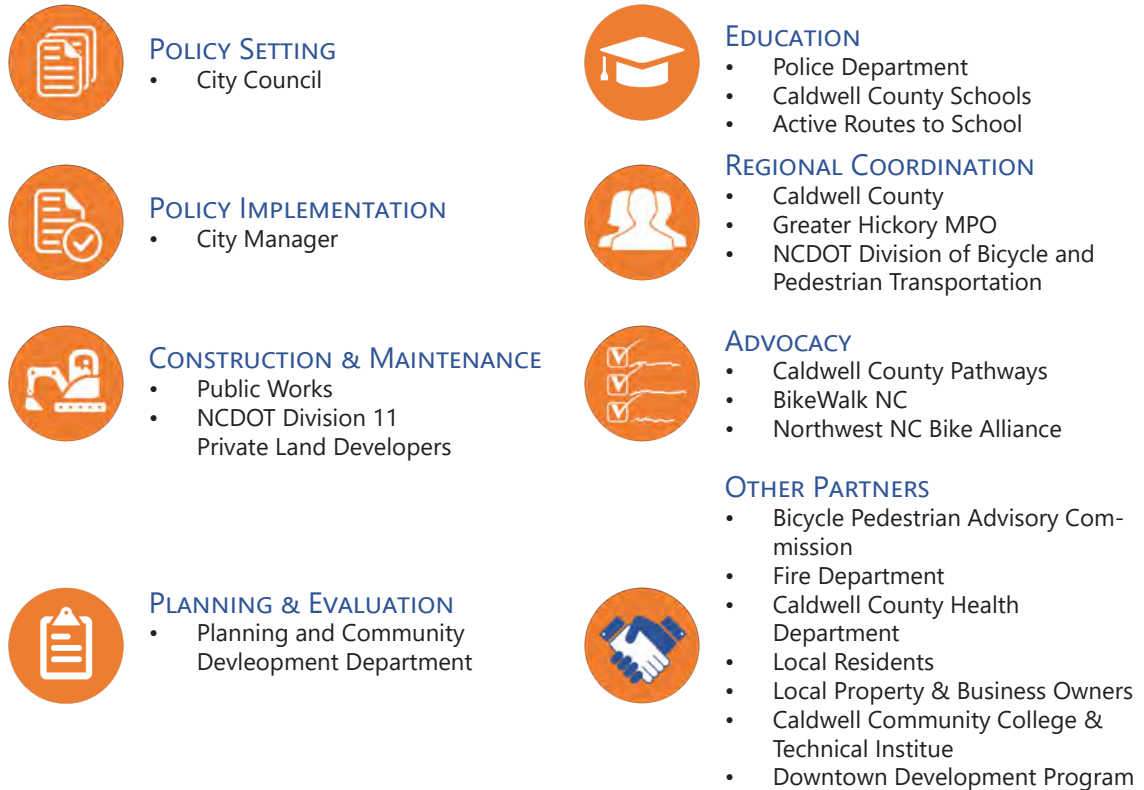 POLICY SETTING
• City Council
POLICY IMPLEMENTATION
• City Manager
CONSTRUCTION & MAINTENANCE
• Public Works
• NCDOT Division 11
Private Land Developers
PLANNING & EVALUATION
• Planning and Community
Devleopment Department
EDUCATION
• Police Department
• Caldwell County Schools
• Active Routes to School
REGIONAL COORDINATION
• Caldwell County
• Greater Hickory MPO
• NCDOT Division of Bicycle and
Pedestrian Transportation
ADVOCACY
• Caldwell County Pathways
• BikeWalk NC
• Northwest NC Bike Alliance
OTHER PARTNERS
• Bicycle Pedestrian Advisory Com-
mission
• Fire Department
• Caldwell County Health
Department
• Local Residents
• Local Property & Business Owners
• Caldwell Community College &
Technical Institue
• Downtown Development Program